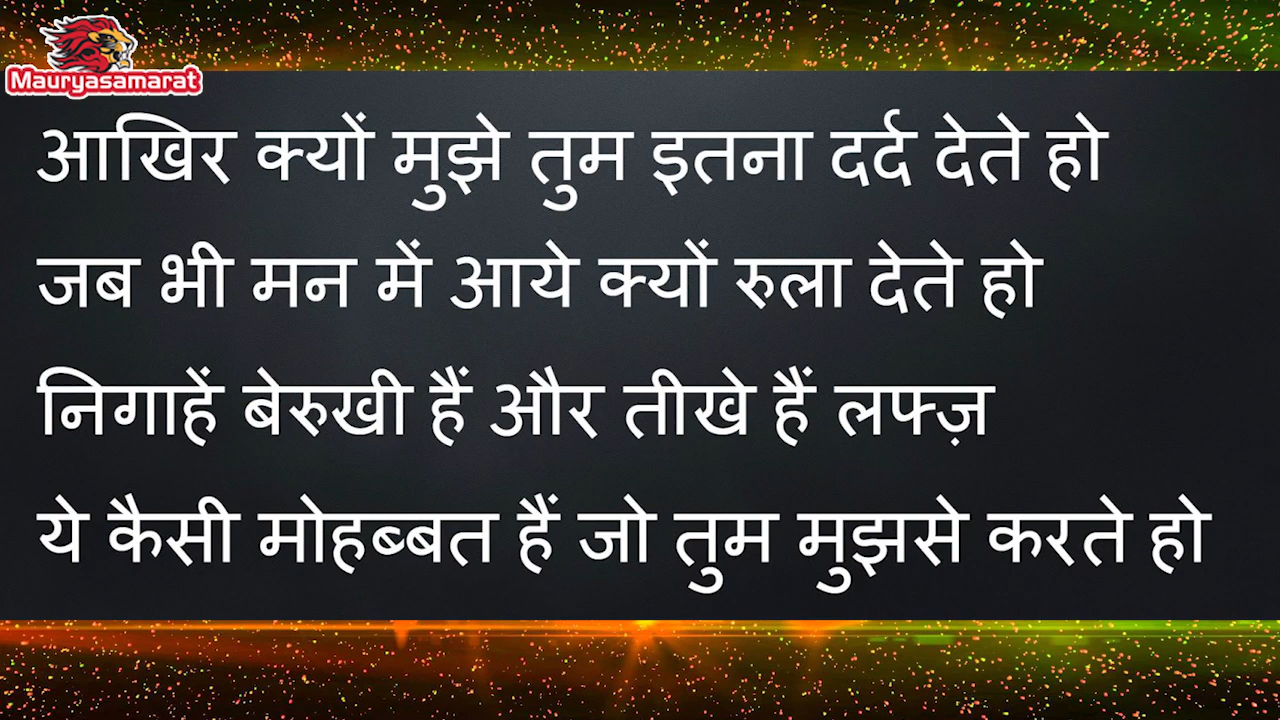 Mauryasamarat
आखिर क्यों मुझे तुम इतना दर्द देते हो
जब भी मन में आये क्यों रुला देते हो
निगाहें बेरुखी हैं और तीखे हैं लफ्ज़
ये कैसी मोहब्बत हैं जो तुम मुझसे करते हो